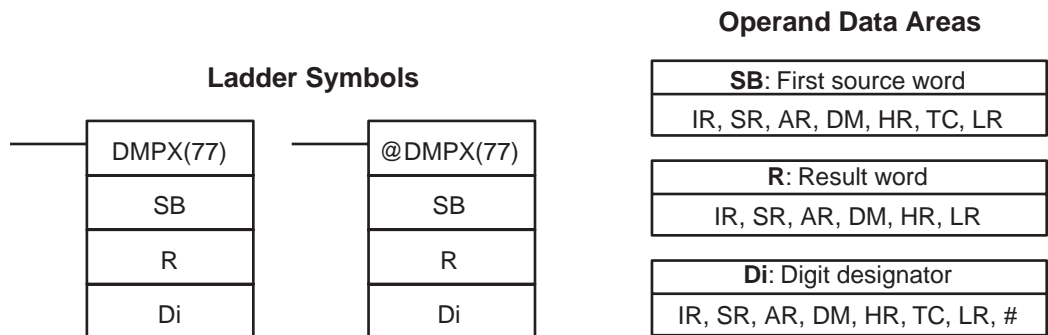 Ladder Symbols
DMPX(77)
SB
R
Di
@DMPX(77)
SB
R
Di
Operand Data Areas
SB: First source word
IR, SR, AR, DM, HR, TC, LR
R: Result word
IR, SR, AR, DM, HR, LR
Di: Digit designator
IR, SR, AR, DM, HR, TC, LR, #